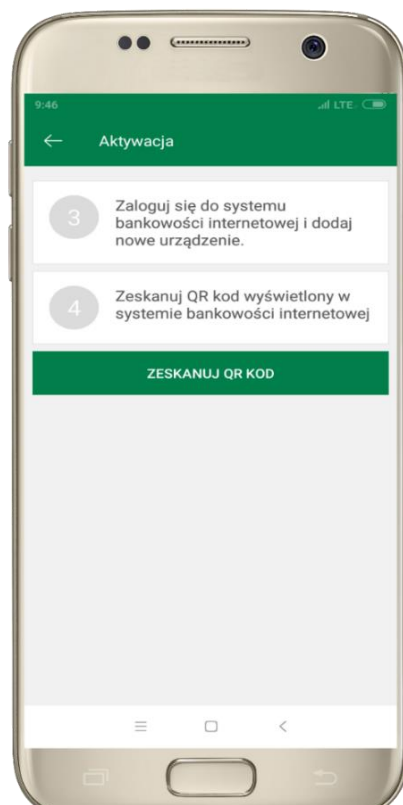 9:46
LTE
Aktywacja
3
Zaloguj się do systemu
bankowości internetowej i dodaj
nowe urządzenie.
4
Zeskanuj QR kod wyświetlony w
systemie bankowości internetowej
ZESKANUJ QR KOD